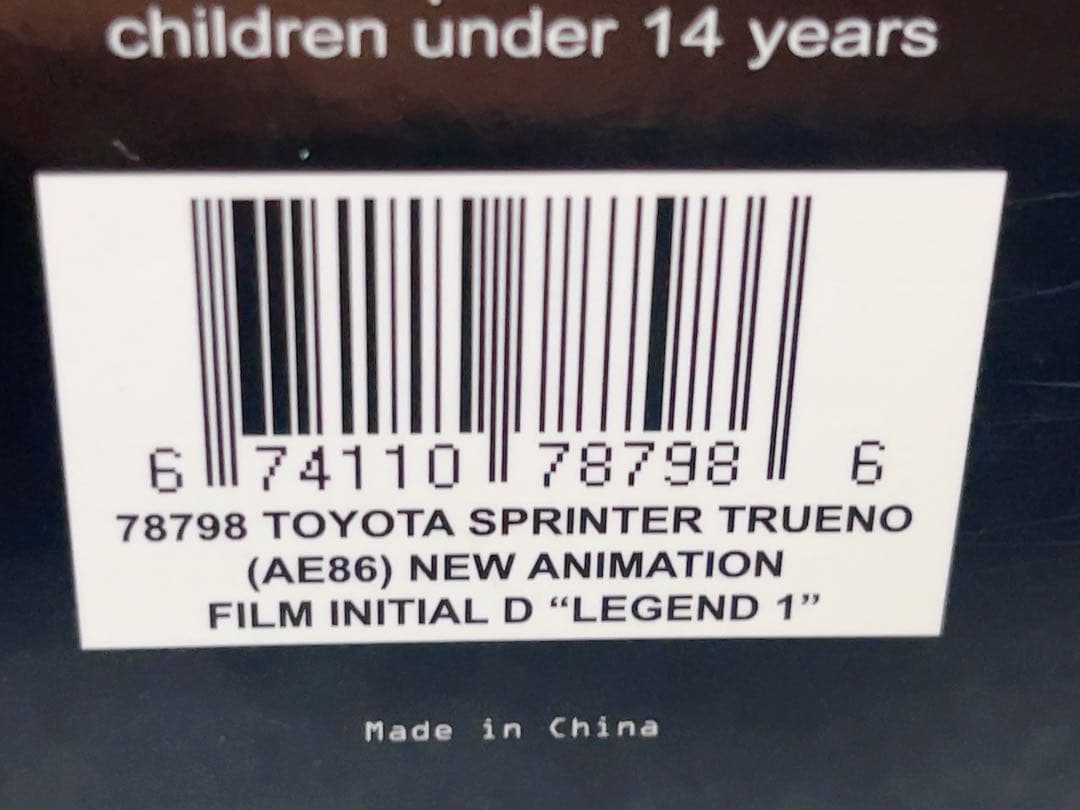 children under 14 years
6 74110 78798 6
78798 TOYOTA SPRINTER TRUENO
(AE86) NEW ANIMATION
FILM INITIAL D “LEGEND 1”
Made in China